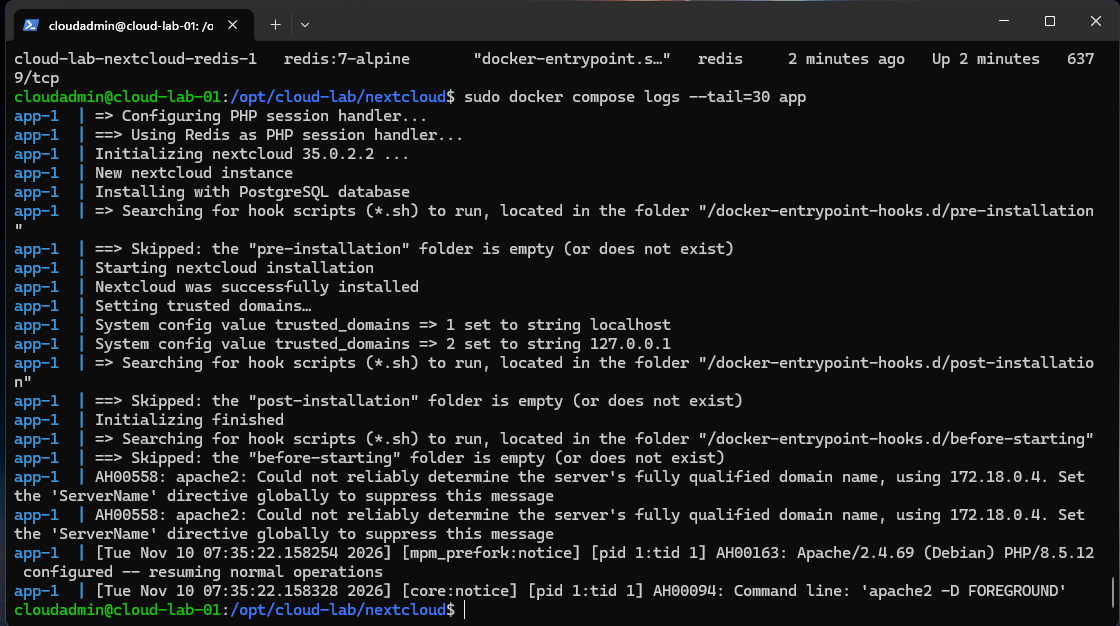 cloudadmin@cloud-lab-01: /o
cloud-lab-nextcloud-redis-1   redis:7-alpine       "docker-entrypoint.s…"   redis     2 minutes ago   Up 2 minutes   637
9/tcp
cloudadmin@cloud-lab-01:/opt/cloud-lab/nextcloud$ sudo docker compose logs --tail=30 app
app-1  | => Configuring PHP session handler...
app-1  | ==> Using Redis as PHP session handler...
app-1  | Initializing nextcloud 35.0.2.2 ...
app-1  | New nextcloud instance
app-1  | Installing with PostgreSQL database
app-1  | => Searching for hook scripts (*.sh) to run, located in the folder "/docker-entrypoint-hooks.d/pre-installation
"
app-1  | ==> Skipped: the "pre-installation" folder is empty (or does not exist)
app-1  | Starting nextcloud installation
app-1  | Nextcloud was successfully installed
app-1  | Setting trusted domains…
app-1  | System config value trusted_domains => 1 set to string localhost
app-1  | System config value trusted_domains => 2 set to string 127.0.0.1
app-1  | => Searching for hook scripts (*.sh) to run, located in the folder "/docker-entrypoint-hooks.d/post-installatio
n"
app-1  | ==> Skipped: the "post-installation" folder is empty (or does not exist)
app-1  | Initializing finished
app-1  | => Searching for hook scripts (*.sh) to run, located in the folder "/docker-entrypoint-hooks.d/before-starting"
app-1  | ==> Skipped: the "before-starting" folder is empty (or does not exist)
app-1  | AH00558: apache2: Could not reliably determine the server's fully qualified domain name, using 172.18.0.4. Set
the 'ServerName' directive globally to suppress this message
app-1  | AH00558: apache2: Could not reliably determine the server's fully qualified domain name, using 172.18.0.4. Set
the 'ServerName' directive globally to suppress this message
app-1  | [Tue Nov 10 07:35:22.158254 2026] [mpm_prefork:notice] [pid 1:tid 1] AH00163: Apache/2.4.69 (Debian) PHP/8.5.12
 configured -- resuming normal operations
app-1  | [Tue Nov 10 07:35:22.158328 2026] [core:notice] [pid 1:tid 1] AH00094: Command line: 'apache2 -D FOREGROUND'
cloudadmin@cloud-lab-01:/opt/cloud-lab/nextcloud$